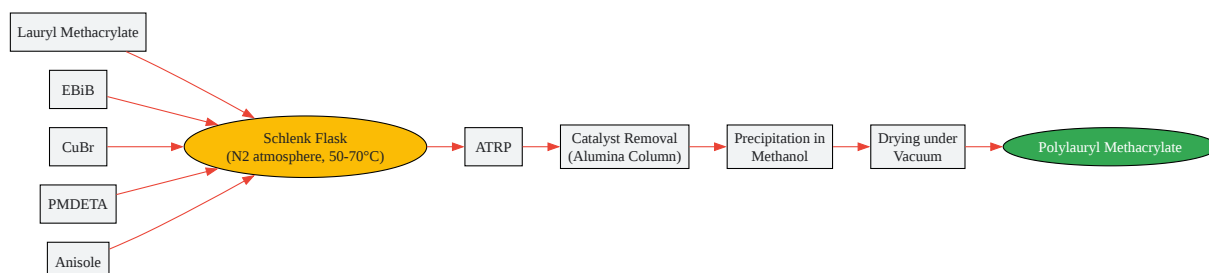 Lauryl Methacrylate
EBiB
CuBr
PMDETA
Anisole
Schlenk Flask
(N2 atmosphere, 50-70°C)
ATRP
Catalyst Removal
(Alumina Column)
Precipitation in
Methanol
Drying under
Vacuum
Polylauryl Methacrylate